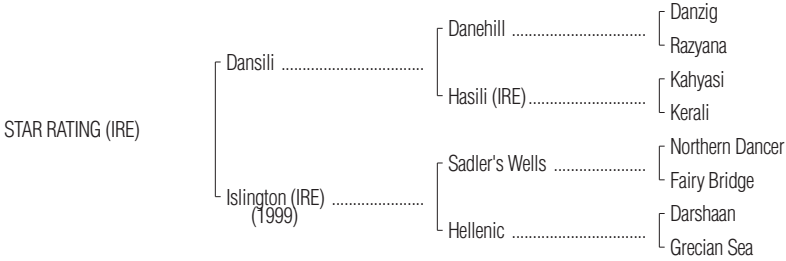 Danzig
Danehill ................................
Razyana
Dansili ..................................
Kahyasi
Hasili (IRE)............................
Kerali
STAR RATING (IRE)
Northern Dancer
Sadler's Wells ......................
Fairy Bridge
Islington (IRE) ......................
(1999)
Darshaan
Hellenic ................................
Grecian Sea